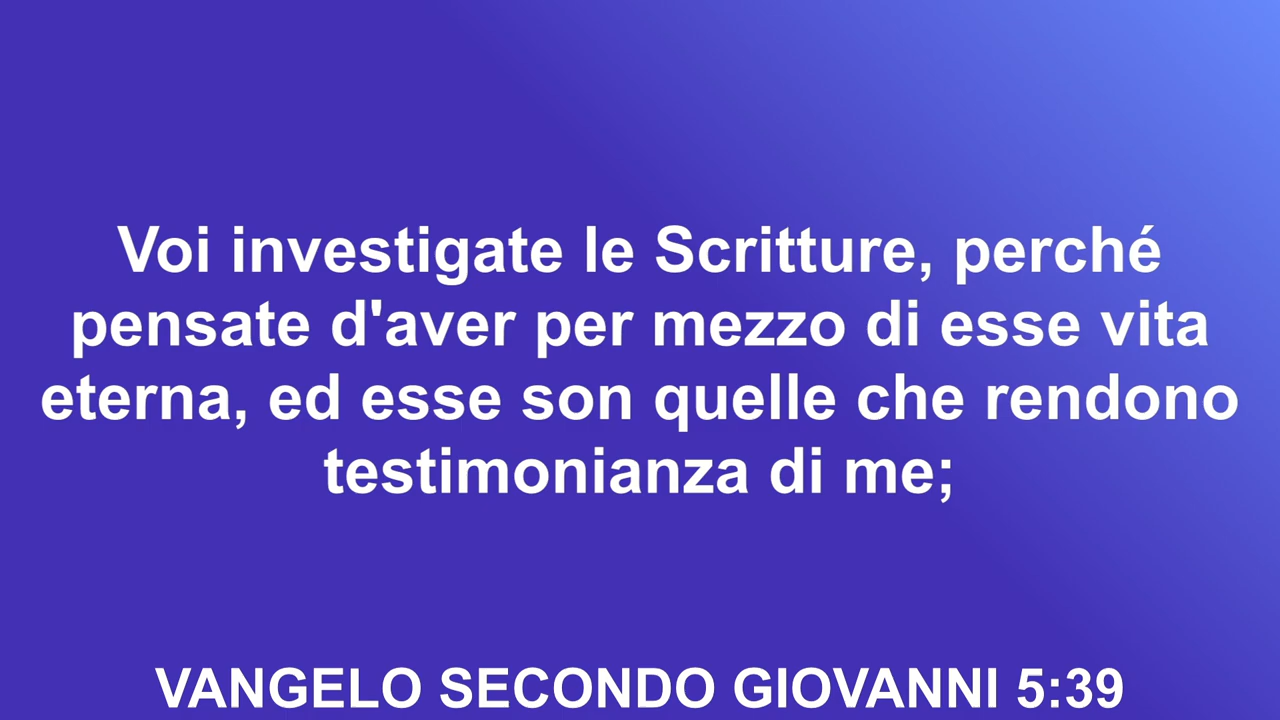 Voi investigate le Scritture, perché
pensate d'aver per mezzo di esse vita
eterna, ed esse son quelle che rendono
testimonianza di me;
VANGELO SECONDO GIOVANNI 5:39